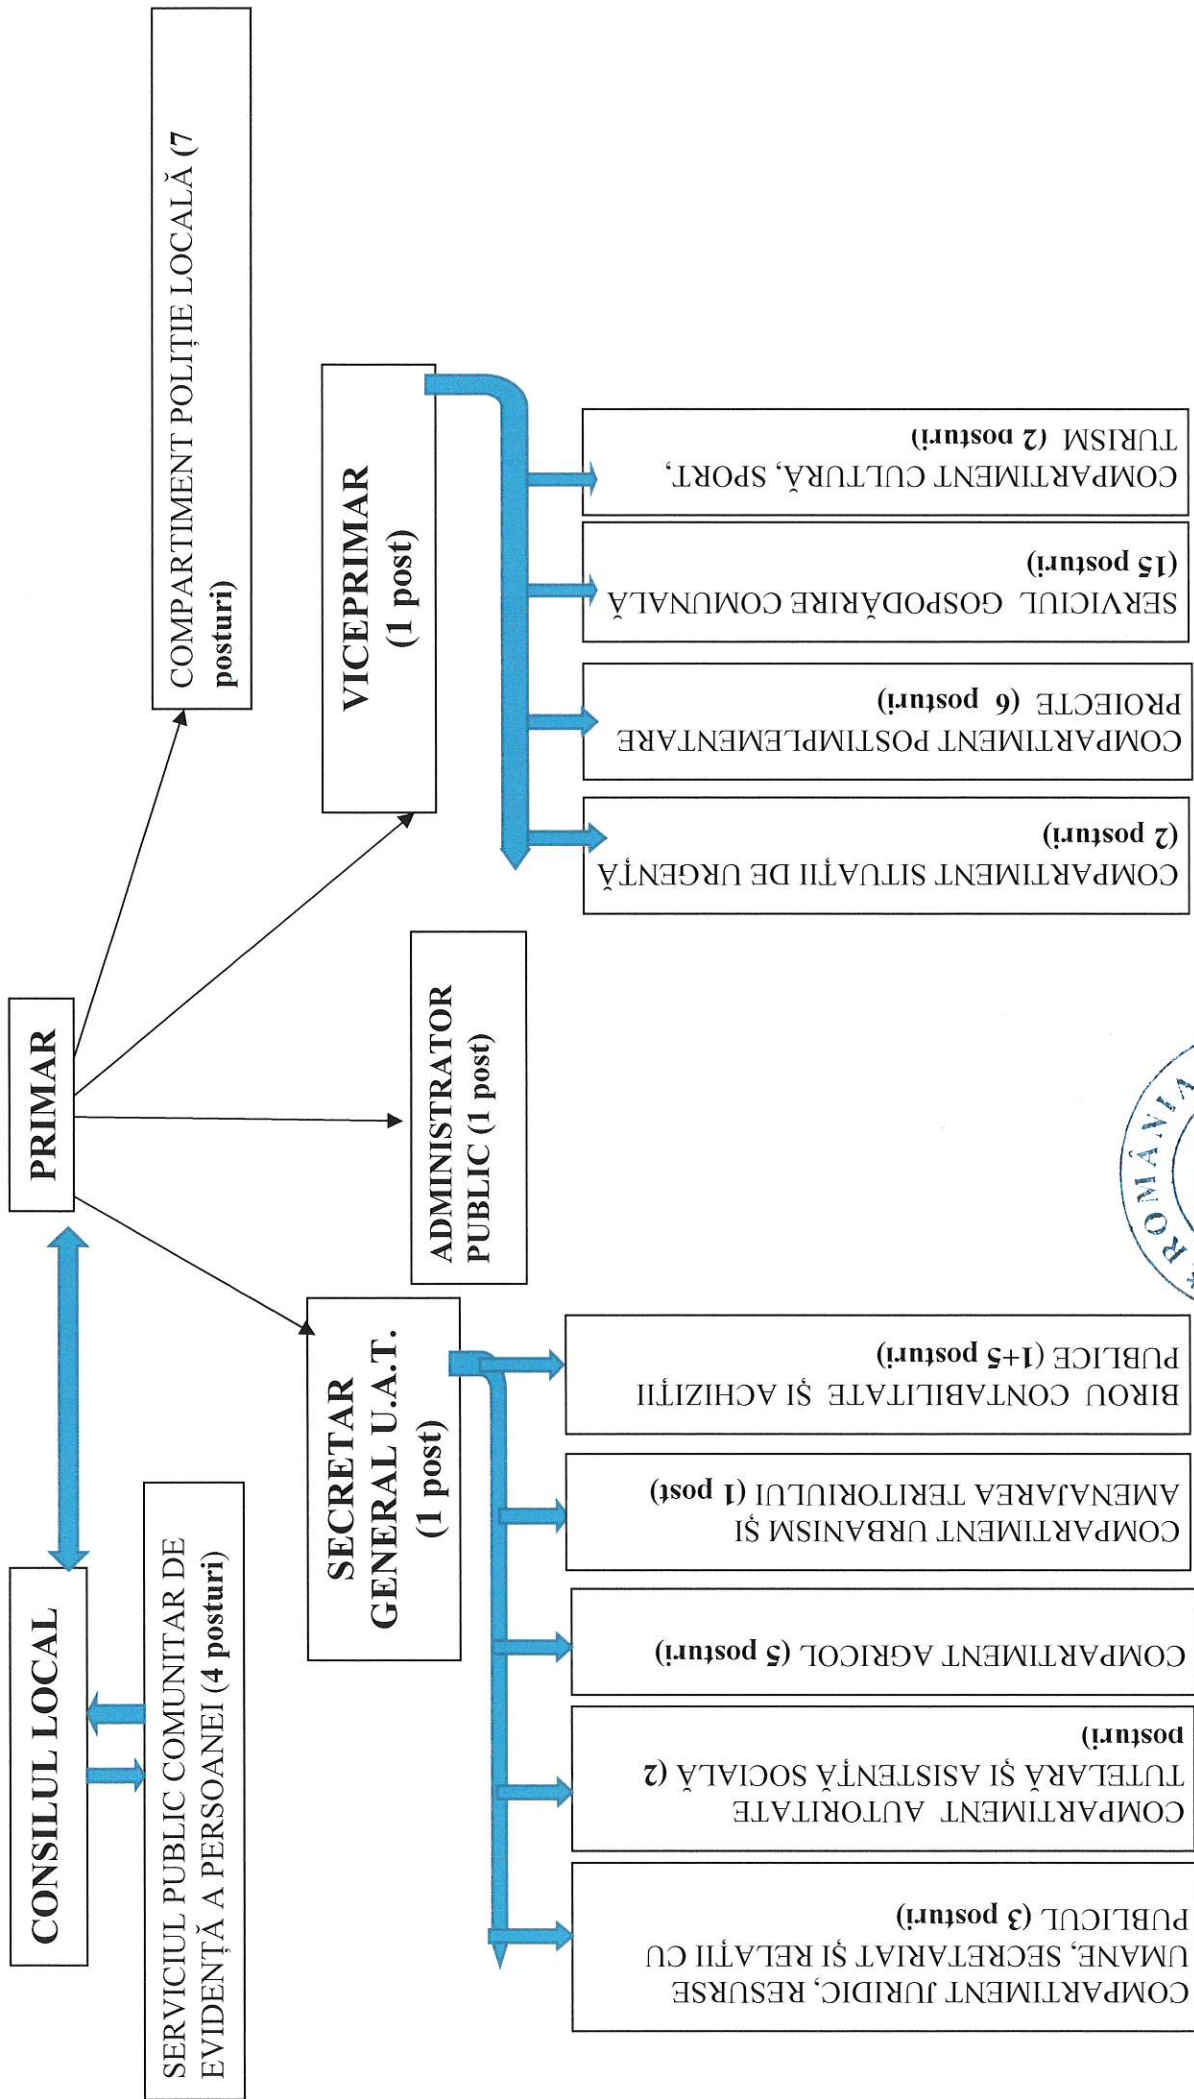 CONSILIUL LOCAL
PRIMAR
SERVICIUL PUBLIC COMUNITAR DE
EVIDENȚĂ A PERSOANEI (4 posturi)
COMPARTIMENT POLIȚIE LOCALĂ (7
posturi)
SECRETAR
GENERAL U.A.T.
(1 post)
ADMINISTRATOR
PUBLIC (1 post)
VICEPRIMAR
(1 post)
COMPARTIMENT JURIDIC, RESURSE
UMANE, SECRETARIAT ȘI RELAȚII CU
PUBLICUL (3 posturi)
COMPARTIMENT AUTORITATE
TUTELARĂ ȘI ASISTENȚĂ SOCIALĂ (2
posturi)
COMPARTIMENT AGRICOL (5 posturi)
COMPARTIMENT URBANISM ȘI
AMENAJAREA TERITORIULUI (1 post)
BIROU CONTABILITATE ȘI ACHIZIȚII
PUBLICE (1+5 posturi)
COMPARTIMENT SITUAȚII DE URGENȚĂ
(2 posturi)
COMPARTIMENT POSTIMPLEMENTARE
PROIECTE (6 posturi)
SERVICIUL GOSPODĂRIRE COMUNALĂ
(15 posturi)
COMPARTIMENT CULTURĂ, SPORT,
TURISM (2 posturi)
*ROMÂNIA